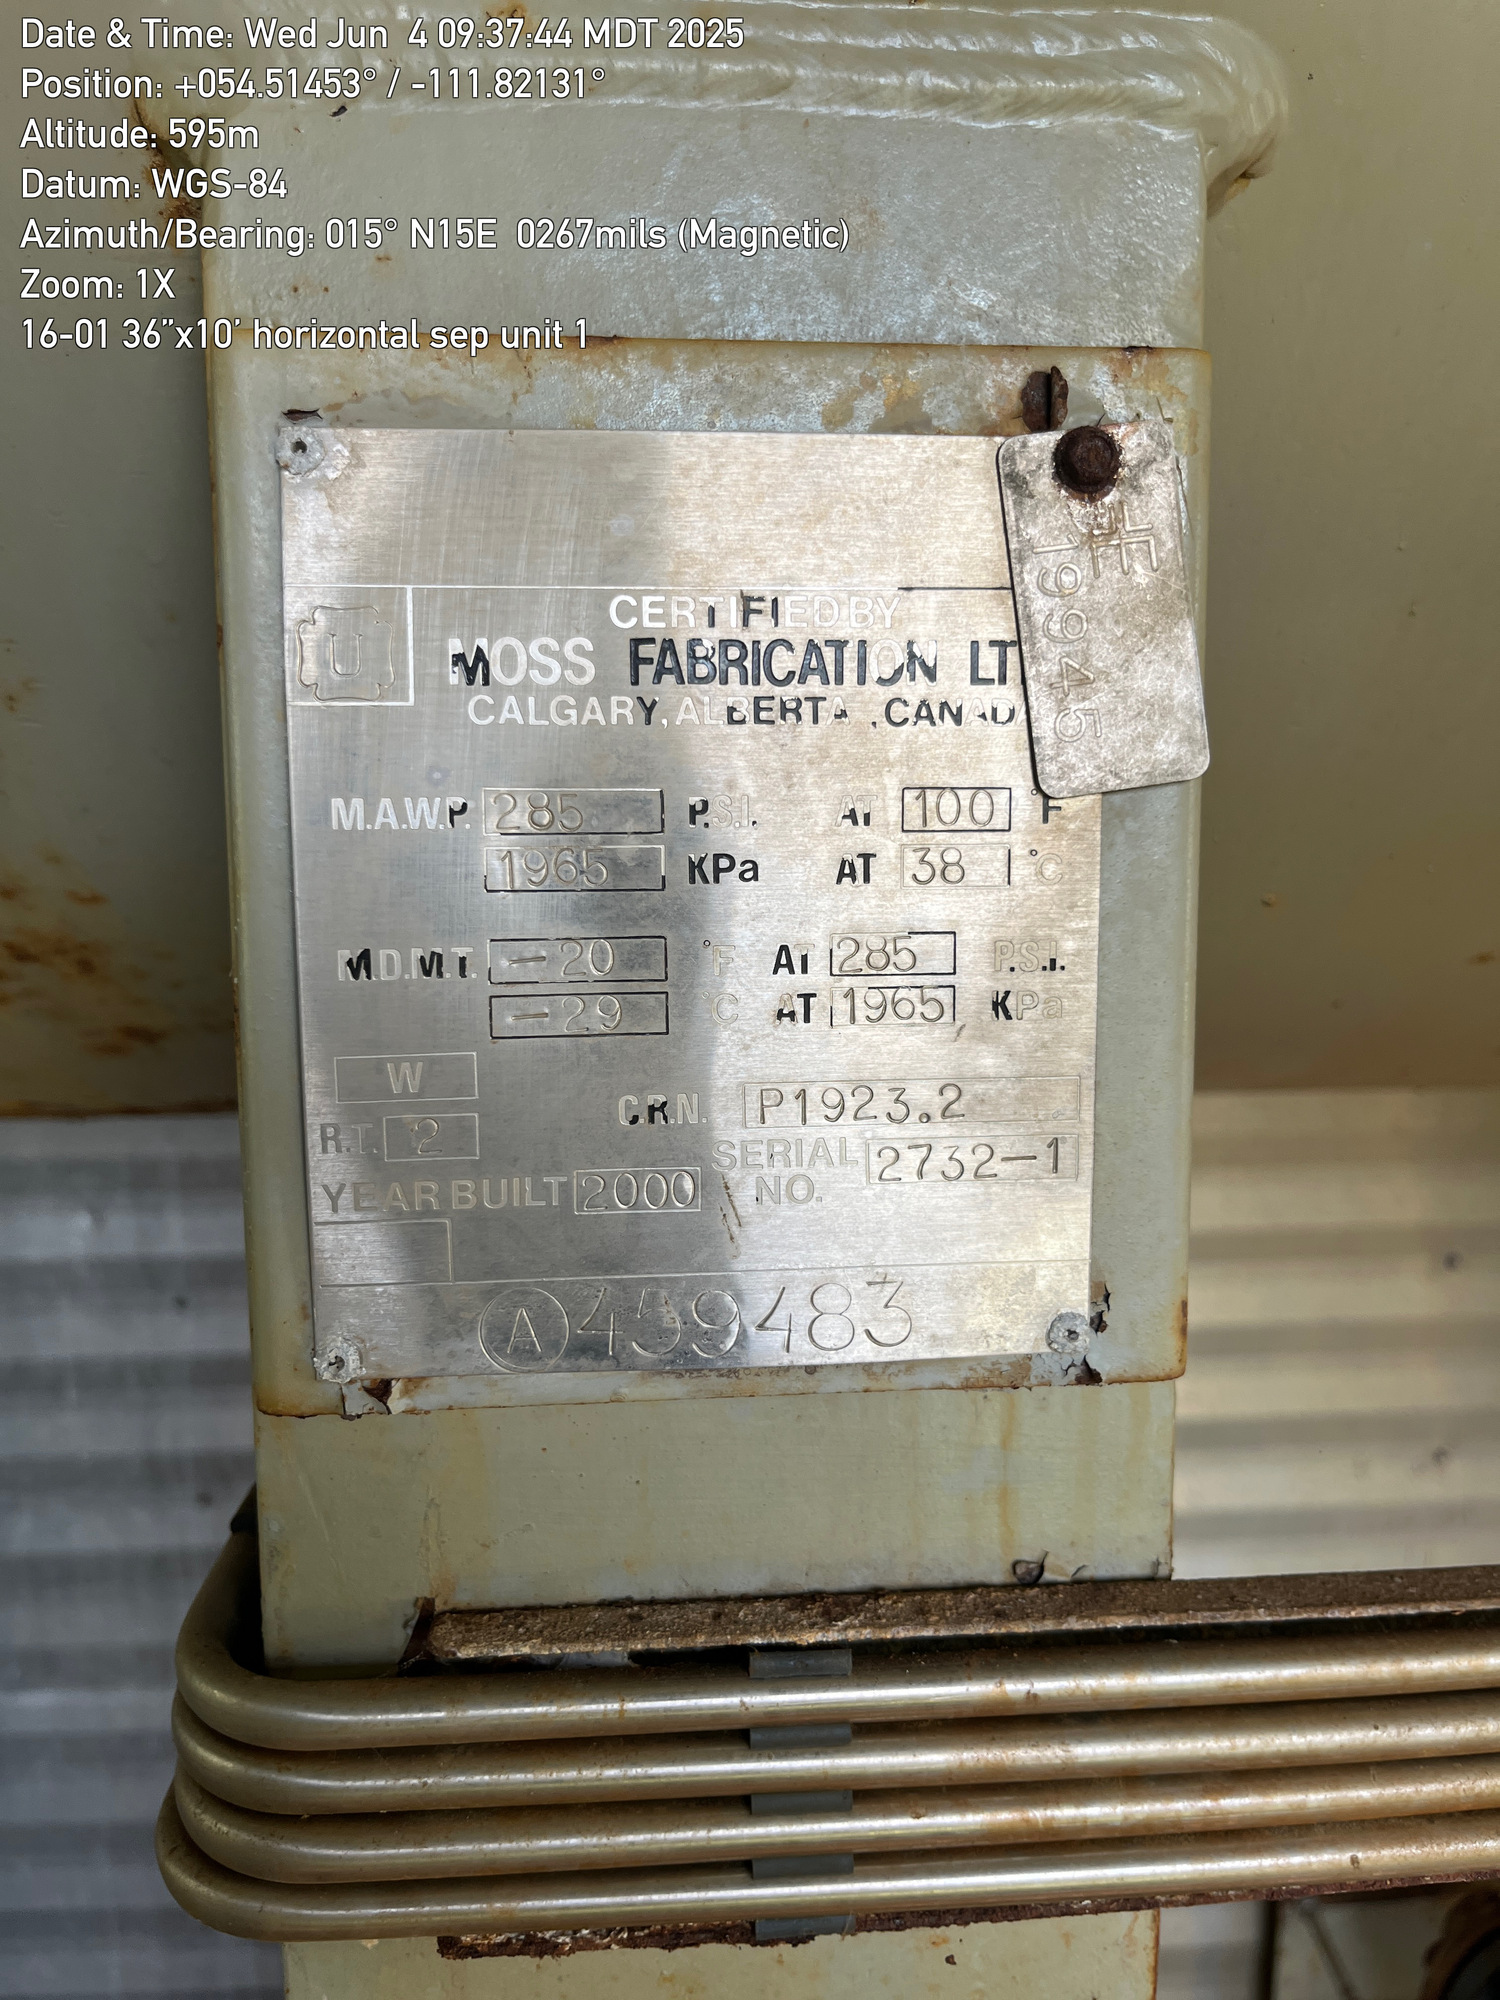 Date & Time: Wed Jun 4 09:37:44 MDT 2025
Position: +054.51453° / -111.82131°
Altitude: 595m
Datum: WGS-84
Azimuth/Bearing: 015° N15E 0267mils (Magnetic)
Zoom: 1X
16-01 36"x10' horizontal sep unit 1
U
CERTIFIED BY
MOSS FABRICATION LT
CALGARY, ALBERTA, CANADA
19945
M.A.W.P. 285 P.S.I. AT 100 °F
1965 KPa AT 38 °C
M.D.M.T. -20 °F AT 285 P.S.I.
-29 °C AT 1965 KPa
W
C.R.N. P1923.2
R.T. 2
SERIAL NO. 2732-1
YEAR BUILT 2000
A 459483